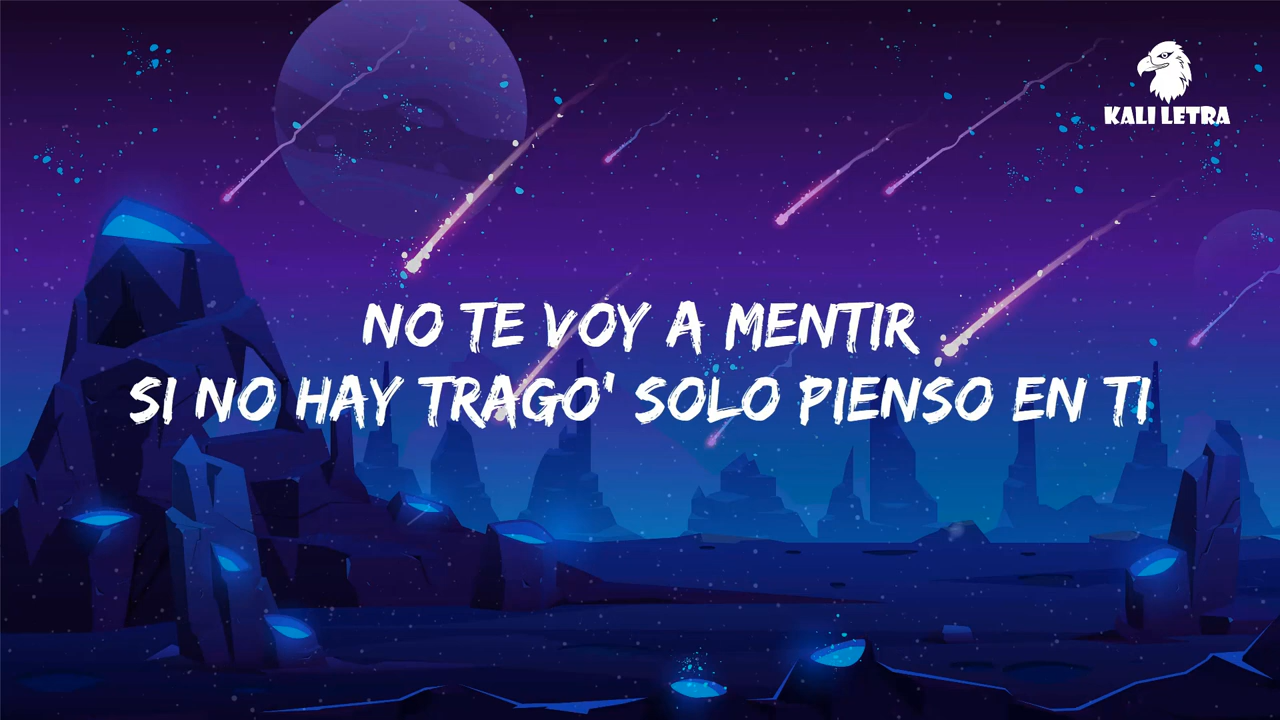 KALI LETRA
NO TE VOY A MENTIR
SI NO HAY TRAGO' SOLO PIENSO EN TI